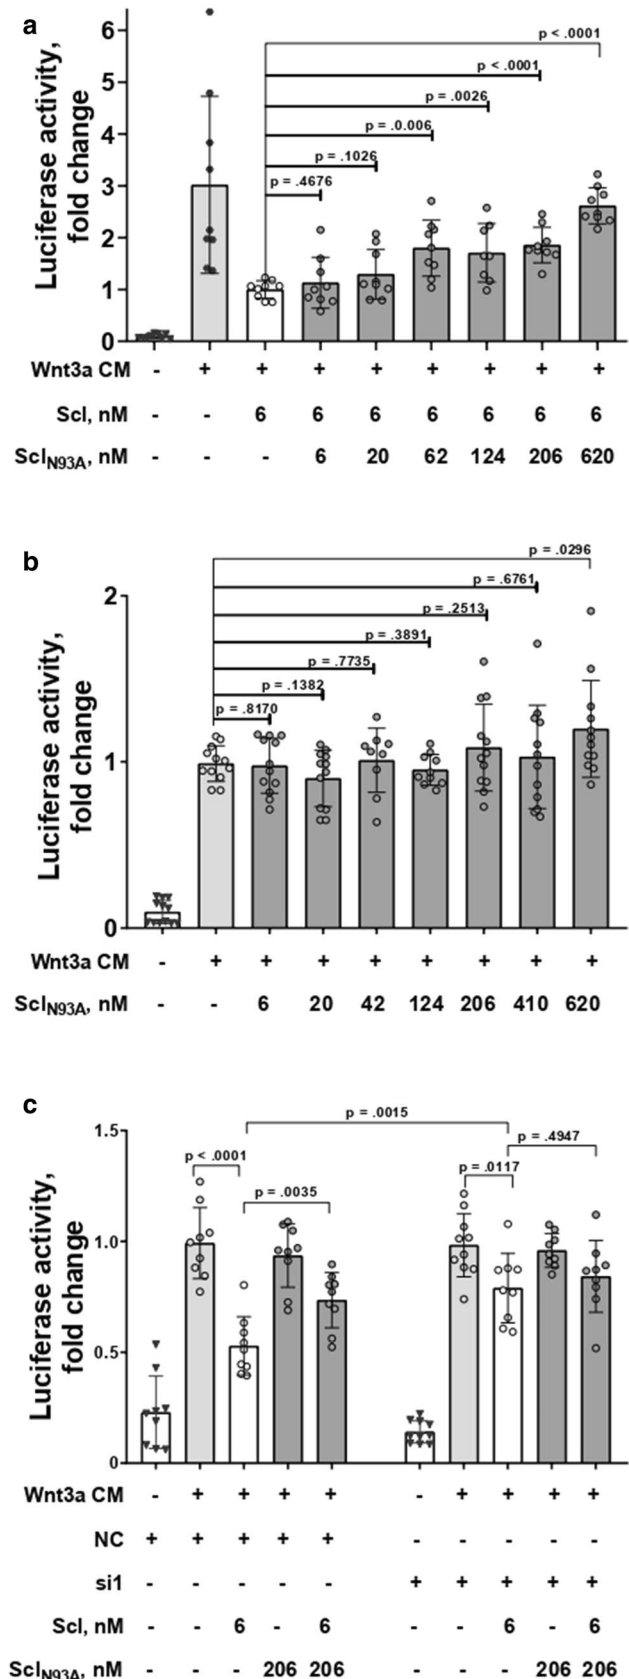 a
Luciferase activity,
fold change
6
5
4
3
2
1
0
p < .0001
p < .0001
p = .0026
p = .0.006
p = .1026
p = .4676
Wnt3a CM - + + + + + + + +
Scl, nM - - 6 6 6 6 6 6 6
SclN93A, nM - - - 6 20 62 124 206 620
b
Luciferase activity,
fold change
2
1
0
p = .0296
p = .6761
p = .2513
p = .3891
p = .7735
p = .1382
p = .8170
Wnt3a CM - + + + + + + + +
SclN93A, nM - - 6 20 42 124 206 410 620
c
Luciferase activity,
fold change
1.5
1.0
0.5
0
p = .0015
p < .0001
p = .0035
p = .4947
p = .0117
Wnt3a CM - + + + + - + + + +
NC + + + + + - - - - -
si1 - - - - - + + + + +
Scl, nM - - 6 - 6 - - 6 - 6
SclN93A, nM - - - 206 206 - - - 206 206